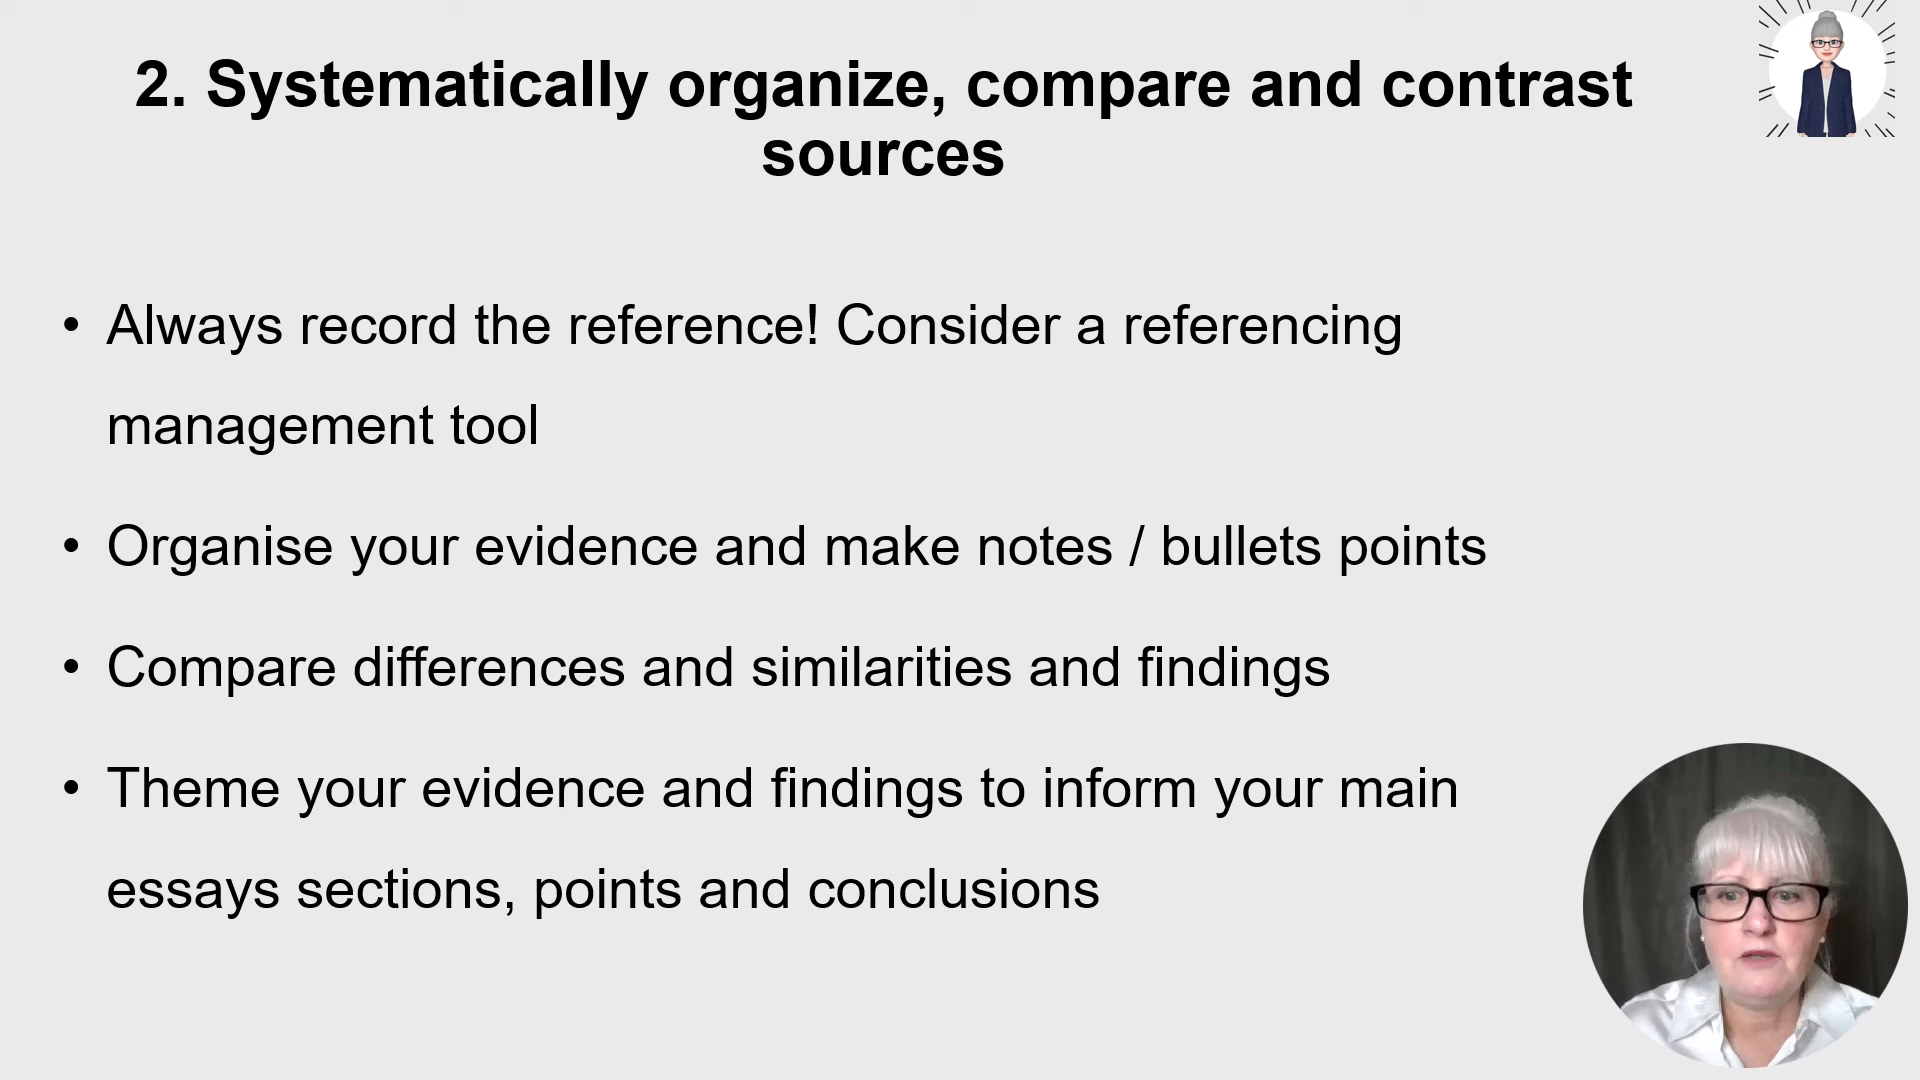 2. Systematically organize, compare and contrast
sources
• Always record the reference! Consider a referencing
management tool
• Organise your evidence and make notes / bullets points
• Compare differences and similarities and findings
• Theme your evidence and findings to inform your main
essays sections, points and conclusions